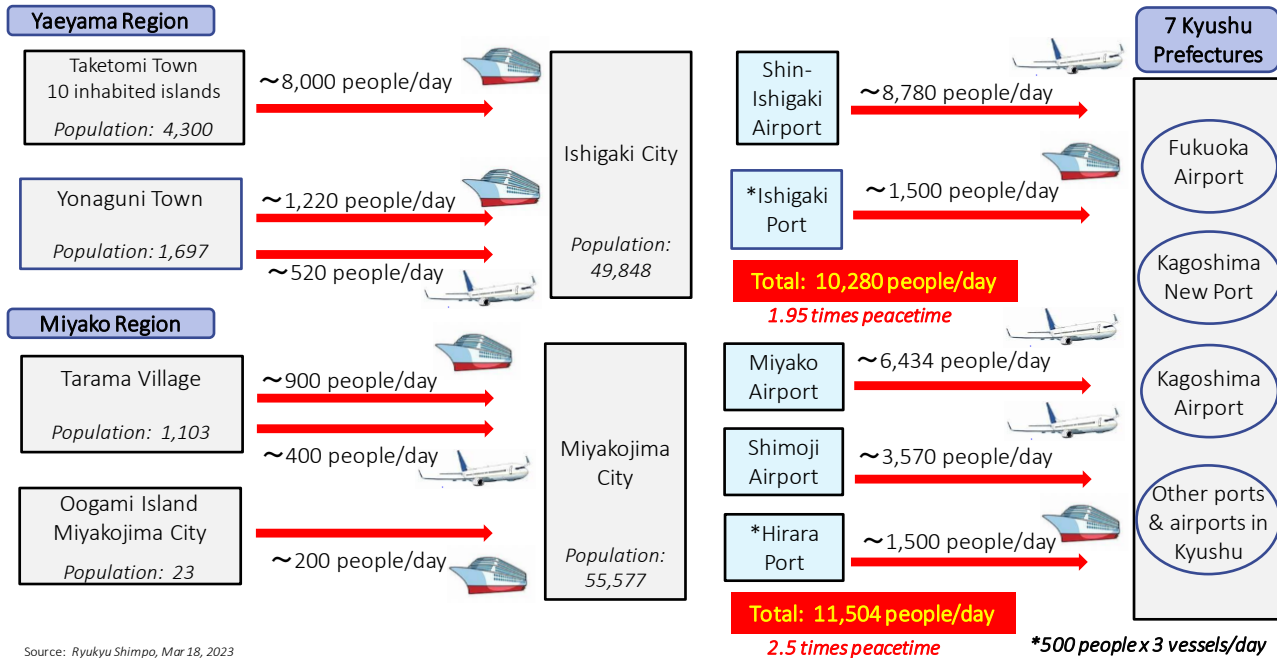 Yaeyama Region
Taketomi Town
10 inhabited islands
Population: 4,300
~8,000 people/day
Yonaguni Town
Population: 1,697
~1,220 people/day
~520 people/day
Ishigaki City
Population:
49,848
Shin-
Ishigaki
Airport
~8,780 people/day
*Ishigaki
Port
~1,500 people/day
Total: 10,280 people/day
1.95 times peacetime
Miyako Region
Tarama Village
Population: 1,103
~900 people/day
~400 people/day
Oogami Island
Miyakojima City
Population: 23
~200 people/day
Miyakojima
City
Population:
55,577
Miyako
Airport
~6,434 people/day
Shimoji
Airport
~3,570 people/day
*Hirara
Port
~1,500 people/day
Total: 11,504 people/day
2.5 times peacetime
7 Kyushu
Prefectures
Fukuoka
Airport
Kagoshima
New Port
Kagoshima
Airport
Other ports
& airports in
Kyushu
*500 people x 3 vessels/day
Source: Ryukyu Shimpo, Mar 18, 2023